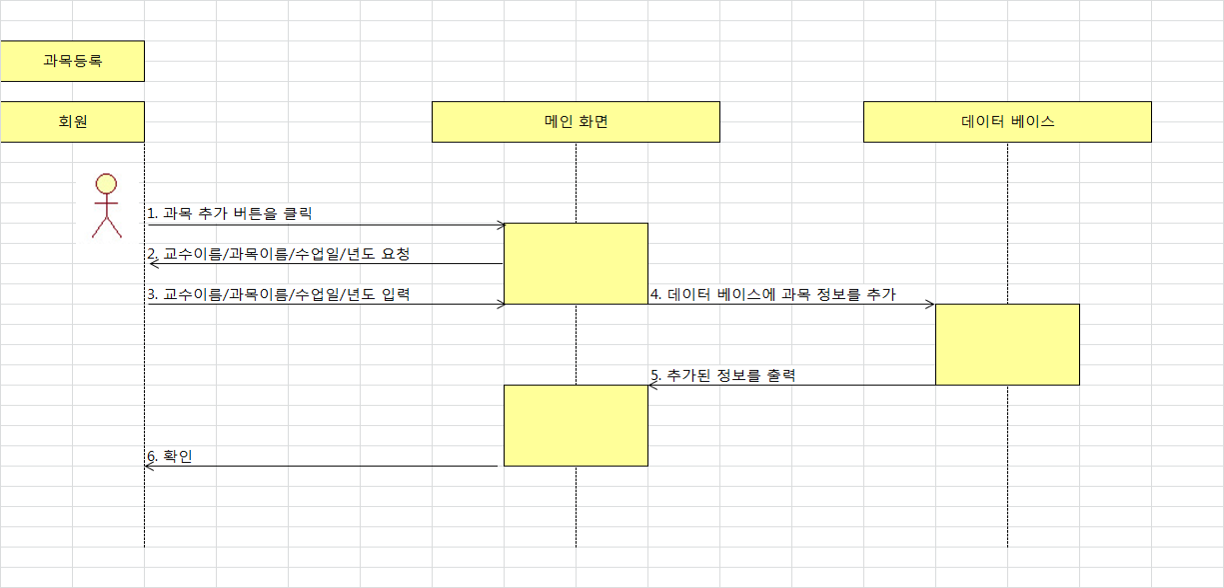 과목등록
회원
메인 화면
데이터 베이스
1. 과목 추가 버튼을 클릭
2. 교수이름/과목이름/수업일/년도 요청
3. 교수이름/과목이름/수업일/년도 입력
4. 데이터 베이스에 과목 정보를 추가
5. 추가된 정보를 출력
6. 확인